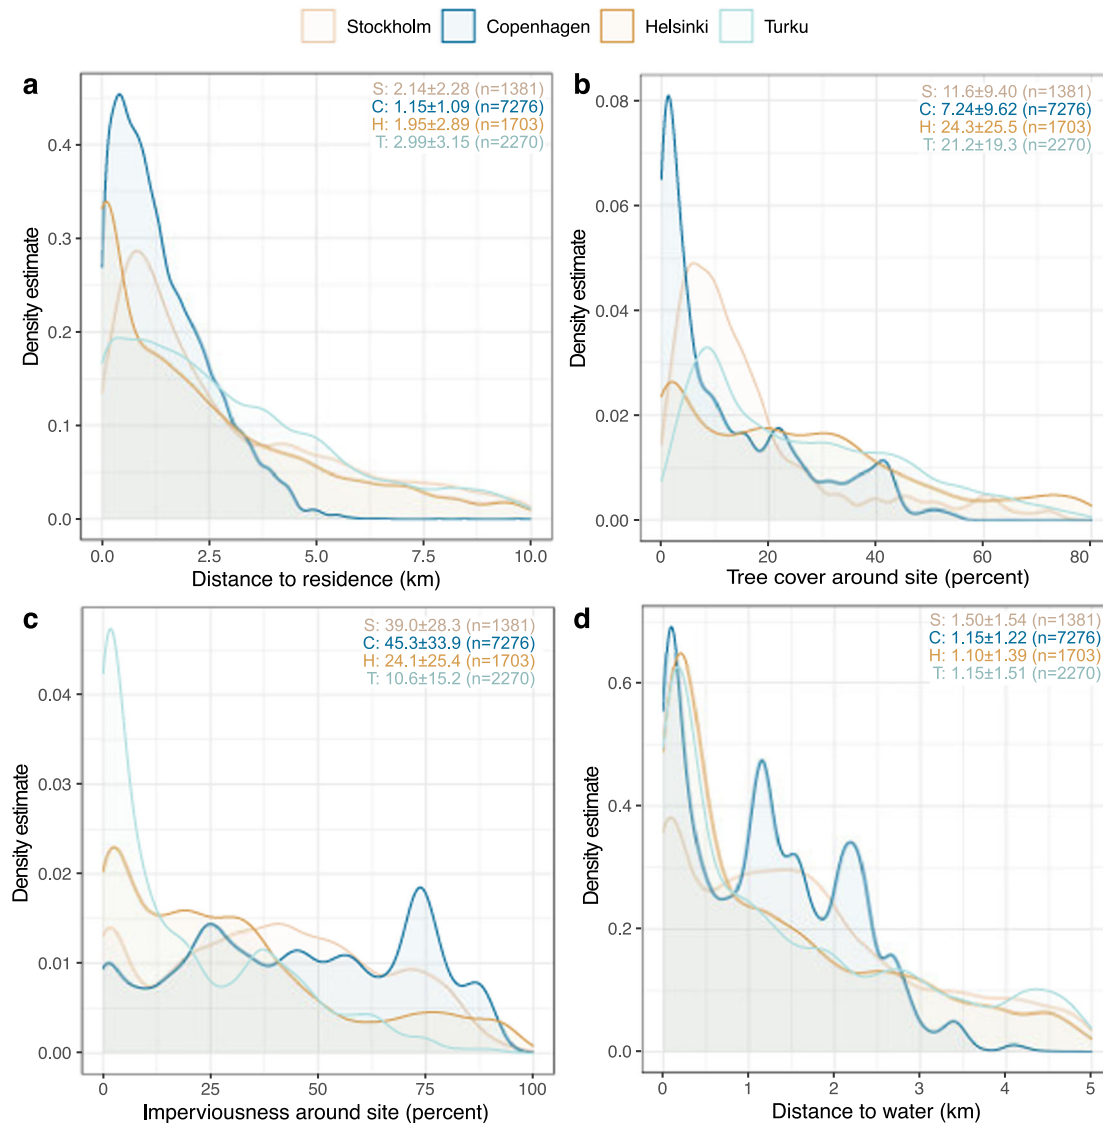 Stockholm Copenhagen Helsinki Turku
a
S: 2.14±2.28 (n=1381)
C: 1.15±1.09 (n=7276)
H: 1.95±2.89 (n=1703)
T: 2.99±3.15 (n=2270)
Density estimate
0.4
0.3
0.2
0.1
0.0
0.0 2.5 5.0 7.5 10.0
Distance to residence (km)
b
S: 11.6±9.40 (n=1381)
C: 7.24±9.62 (n=7276)
H: 24.3±25.5 (n=1703)
T: 21.2±19.3 (n=2270)
Density estimate
0.08
0.06
0.04
0.02
0.00
0 20 40 60 80
Tree cover around site (percent)
c
S: 39.0±28.3 (n=1381)
C: 45.3±33.9 (n=7276)
H: 24.1±25.4 (n=1703)
T: 10.6±15.2 (n=2270)
Density estimate
0.04
0.03
0.02
0.01
0.00
0 25 50 75 100
Imperviousness around site (percent)
d
S: 1.50±1.54 (n=1381)
C: 1.15±1.22 (n=7276)
H: 1.10±1.39 (n=1703)
T: 1.15±1.51 (n=2270)
Density estimate
0.6
0.4
0.2
0.0
0 1 2 3 4 5
Distance to water (km)